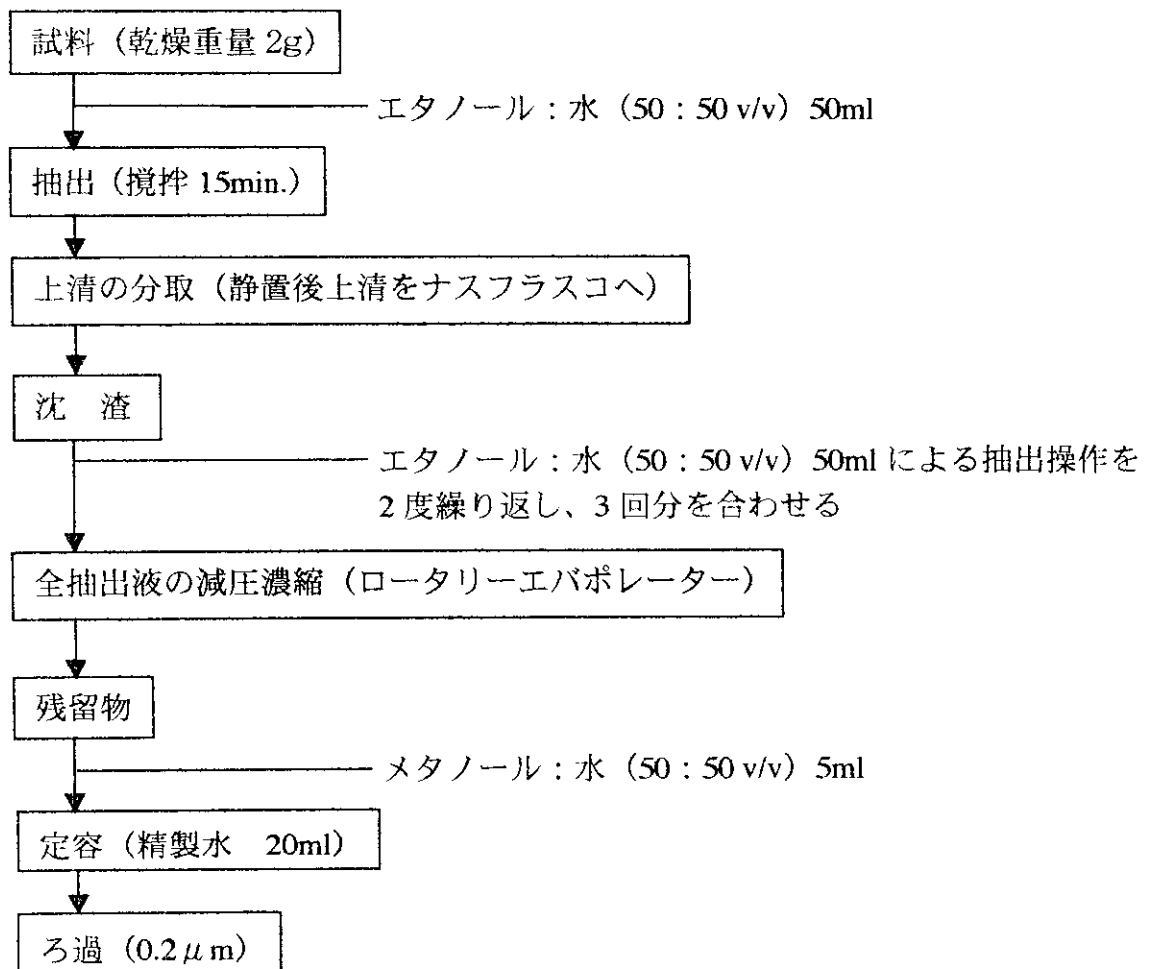 試料（乾燥重量 2g）
エタノール：水（50：50 v/v）50ml
抽出（撹拌 15min.）
上清の分取（静置後上清をナスフラスコへ）
沈　渣
エタノール：水（50：50 v/v）50ml による抽出操作を
2 度繰り返し、3 回分を合わせる
全抽出液の減圧濃縮（ロータリーエバポレーター）
残留物
メタノール：水（50：50 v/v）5ml
定容（精製水　20ml）
ろ過（0.2 μ m）